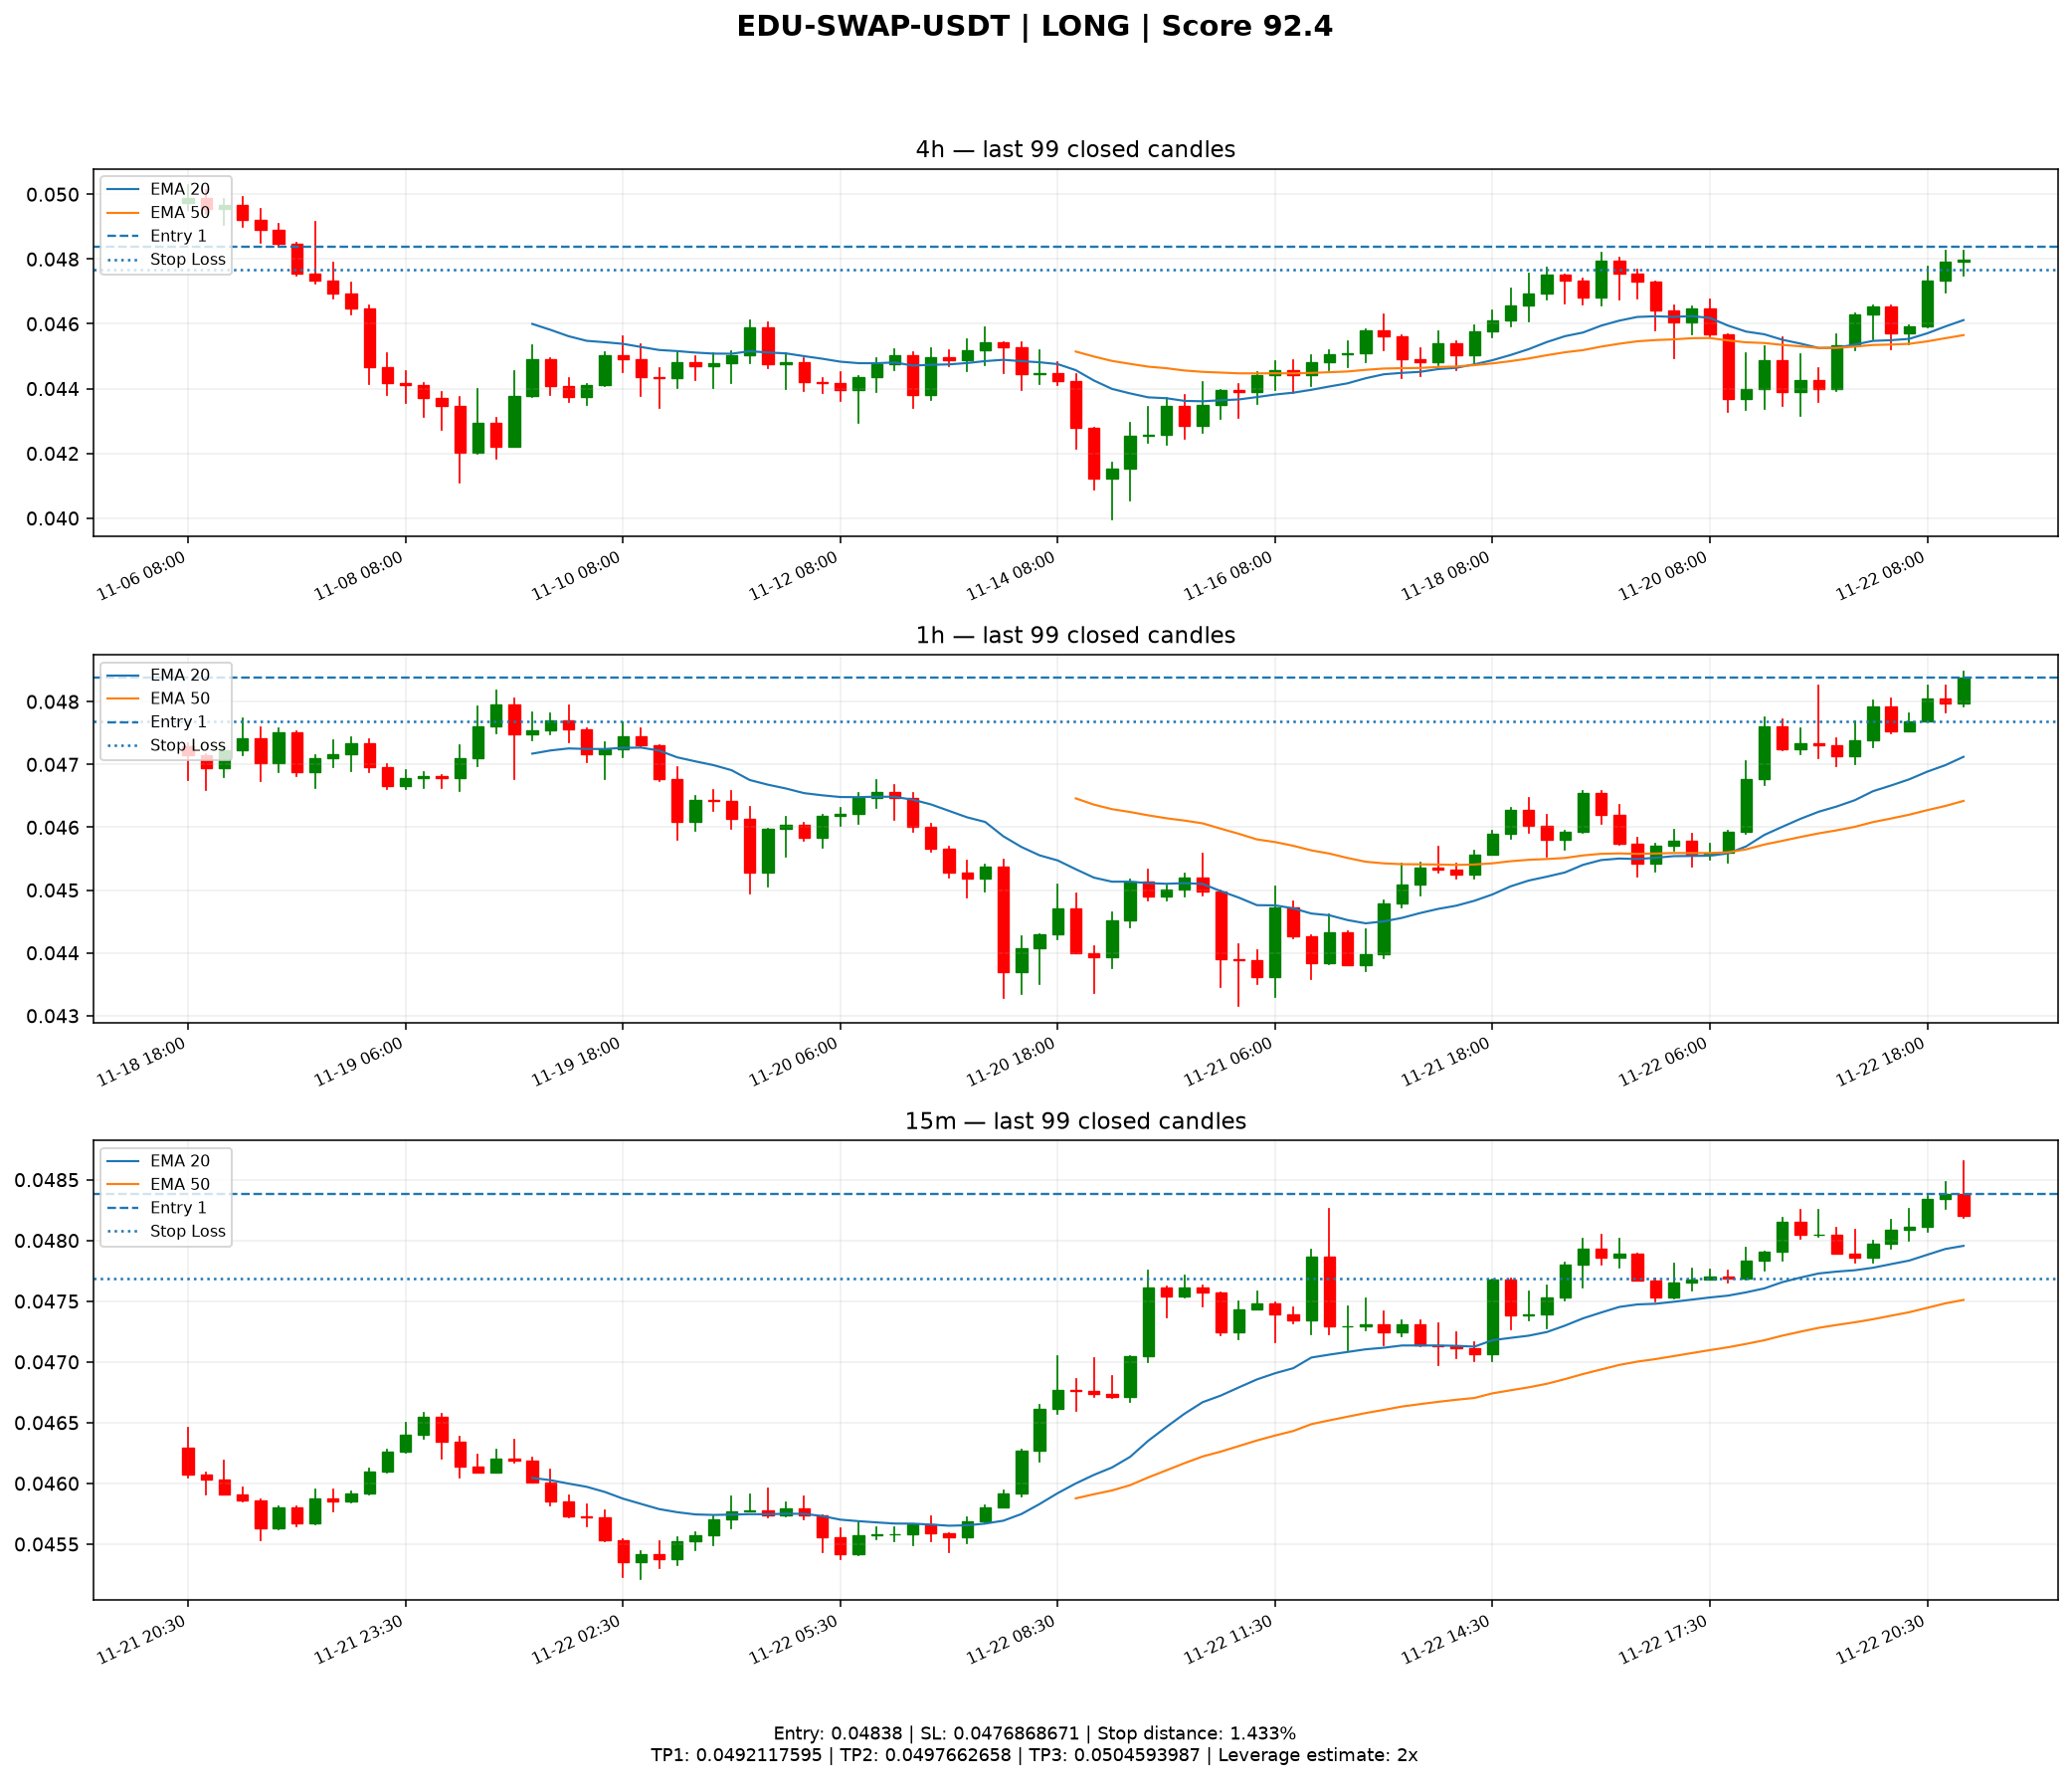 EDU-SWAP-USDT | LONG | Score 92.4
4h — last 99 closed candles
EMA 20
EMA 50
Entry 1
Stop Loss
0.050
0.048
0.046
0.044
0.042
0.040
11-06 08:00
11-08 08:00
11-10 08:00
11-12 08:00
11-14 08:00
11-16 08:00
11-18 08:00
11-20 08:00
11-22 08:00
1h — last 99 closed candles
EMA 20
EMA 50
Entry 1
Stop Loss
0.048
0.047
0.046
0.045
0.044
0.043
11-18 18:00
11-19 06:00
11-19 18:00
11-20 06:00
11-20 18:00
11-21 06:00
11-21 18:00
11-22 06:00
11-22 18:00
15m — last 99 closed candles
EMA 20
EMA 50
Entry 1
Stop Loss
0.0485
0.0480
0.0475
0.0470
0.0465
0.0460
0.0455
11-21 20:30
11-21 23:30
11-22 02:30
11-22 05:30
11-22 08:30
11-22 11:30
11-22 14:30
11-22 17:30
11-22 20:30
Entry: 0.04838 | SL: 0.0476868671 | Stop distance: 1.433%
TP1: 0.0492117595 | TP2: 0.0497662658 | TP3: 0.0504593987 | Leverage estimate: 2x